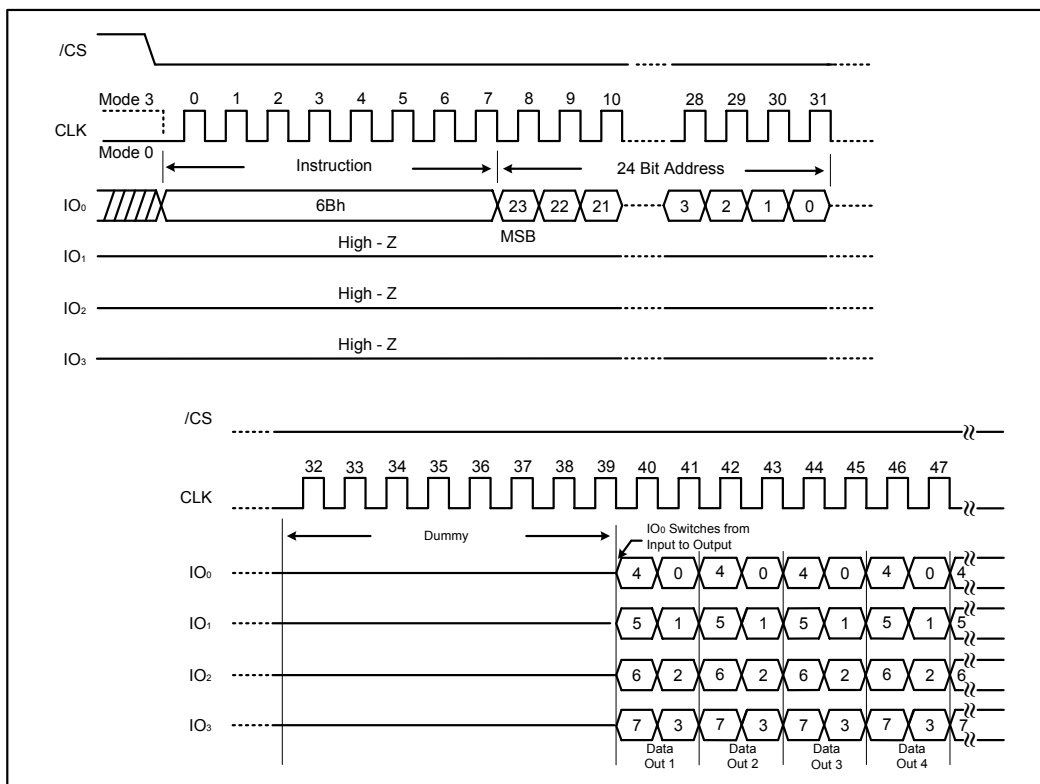 /CS
Mode 3 0 1 2 3 4 5 6 7 8 9 10 28 29 30 31
CLK
Mode 0
Instruction 24 Bit Address
IO₀ 6Bh 23 22 21 3 2 1 0
MSB
High - Z
IO₁
High - Z
IO₂
High - Z
IO₃
/CS
32 33 34 35 36 37 38 39 40 41 42 43 44 45 46 47
CLK
Dummy
IO₀ Switches from
Input to Output
IO₀ 4 0 4 0 4 0 4 0 4
IO₁ 5 1 5 1 5 1 5 1 5
IO₂ 6 2 6 2 6 2 6 2 6
IO₃ 7 3 7 3 7 3 7 3 7
Data Data Data Data
Out 1 Out 2 Out 3 Out 4